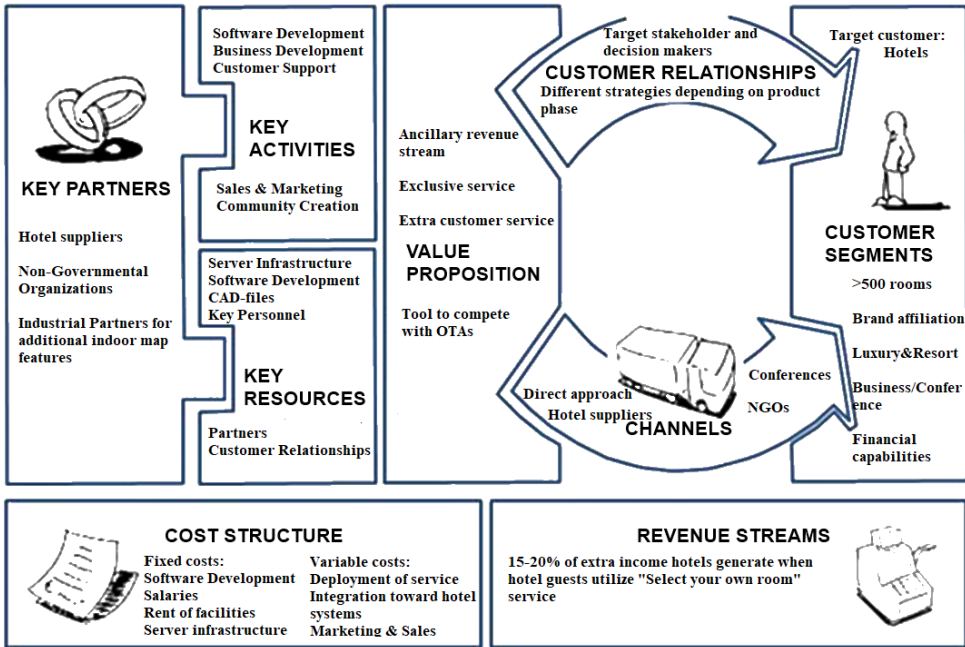 KEY PARTNERS
Hotel suppliers
Non-Governmental
Organizations
Industrial Partners for
additional indoor map
features
Software Development
Business Development
Customer Support
KEY
ACTIVITIES
Sales & Marketing
Community Creation
Server Infrastructure
Software Development
CAD-files
Key Personnel
KEY
RESOURCES
Partners
Customer Relationships
Ancillary revenue
stream
Exclusive service
Extra customer service
VALUE
PROPOSITION
Tool to compete
with OTAs
Target stakeholder and
decision makers
CUSTOMER RELATIONSHIPS
Different strategies depending on product
phase
Direct approach
Hotel suppliers
Conferences
NGOs
CHANNELS
Target customer:
Hotels
CUSTOMER
SEGMENTS
>500 rooms
Brand affiliation
Luxury&Resort
Business/Confer
ence
Financial
capabilities
COST STRUCTURE
Fixed costs:
Software Development
Salaries
Rent of facilities
Server infrastructure
Variable costs:
Deployment of service
Integration toward hotel
systems
Marketing & Sales
REVENUE STREAMS
15-20% of extra income hotels generate when
hotel guests utilize "Select your own room"
service